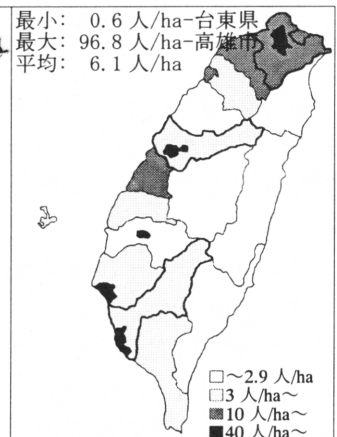 最小: 0.6 人/ha-台東県
最大: 96.8 人/ha-高雄市
平均: 6.1 人/ha
□～2.9 人/ha
□3 人/ha～
■10 人/ha～
■40 人/ha～